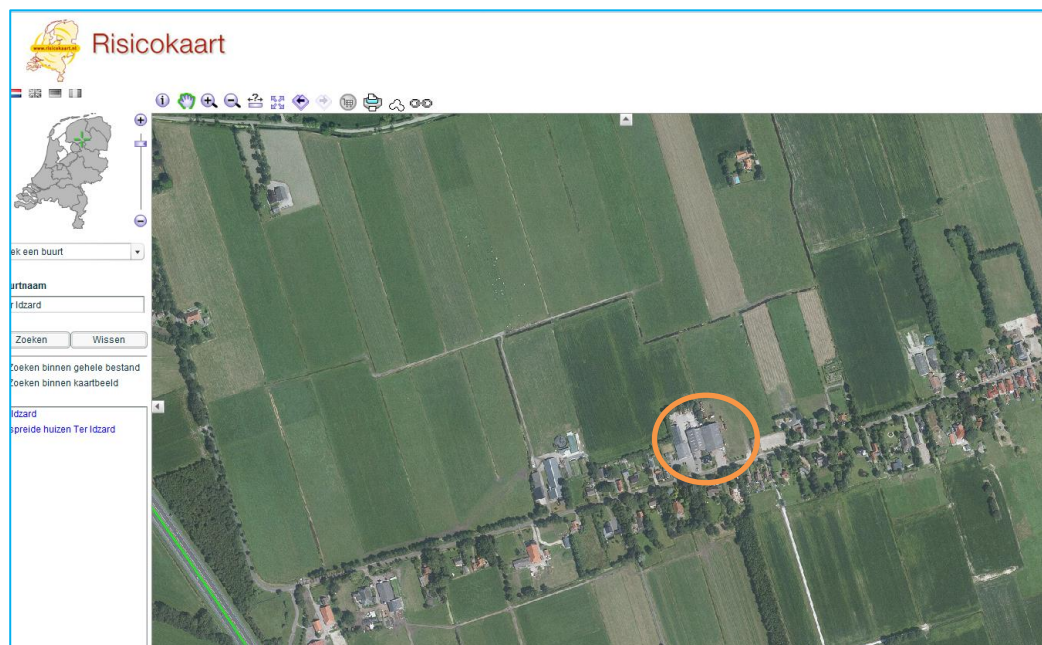 www.risicokaart.nl
Risicokaart
ek een buurt
urtnaam
r Idzard
Zoeken
Wissen
Zoeken binnen gehele bestand
Zoeken binnen kaartbeeld
Idzard
spreide huizen Ter Idzard